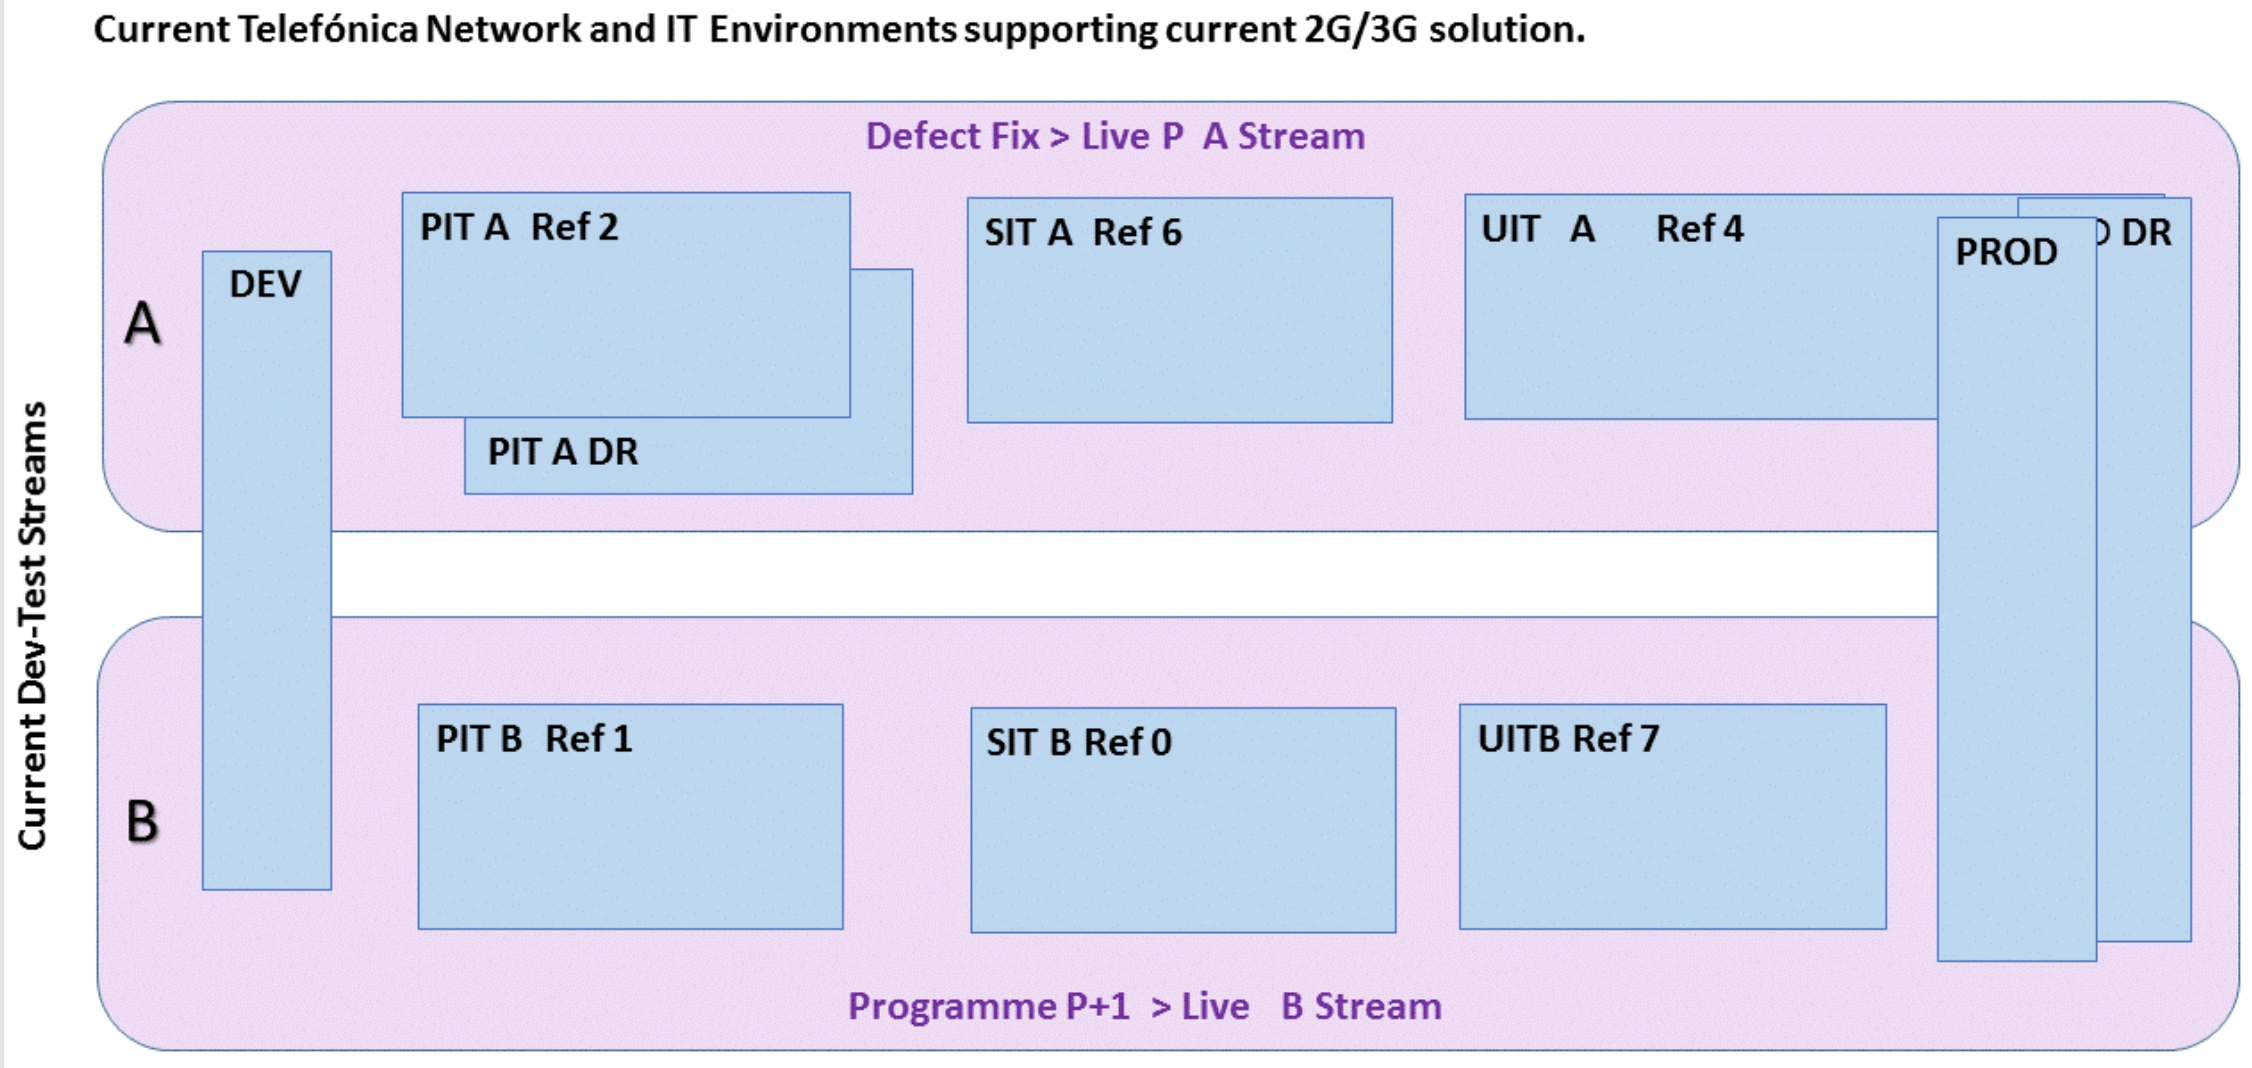 Current Telefónica Network and IT Environments supporting current 2G/3G solution.
Defect Fix > Live P A Stream
PIT A Ref 2
SIT A Ref 6
UIT A Ref 4
DR
PROD
DEV
A
PIT A DR
Current Dev-Test Streams
PIT B Ref 1
SIT B Ref 0
UITB Ref 7
B
Programme P+1 > Live B Stream